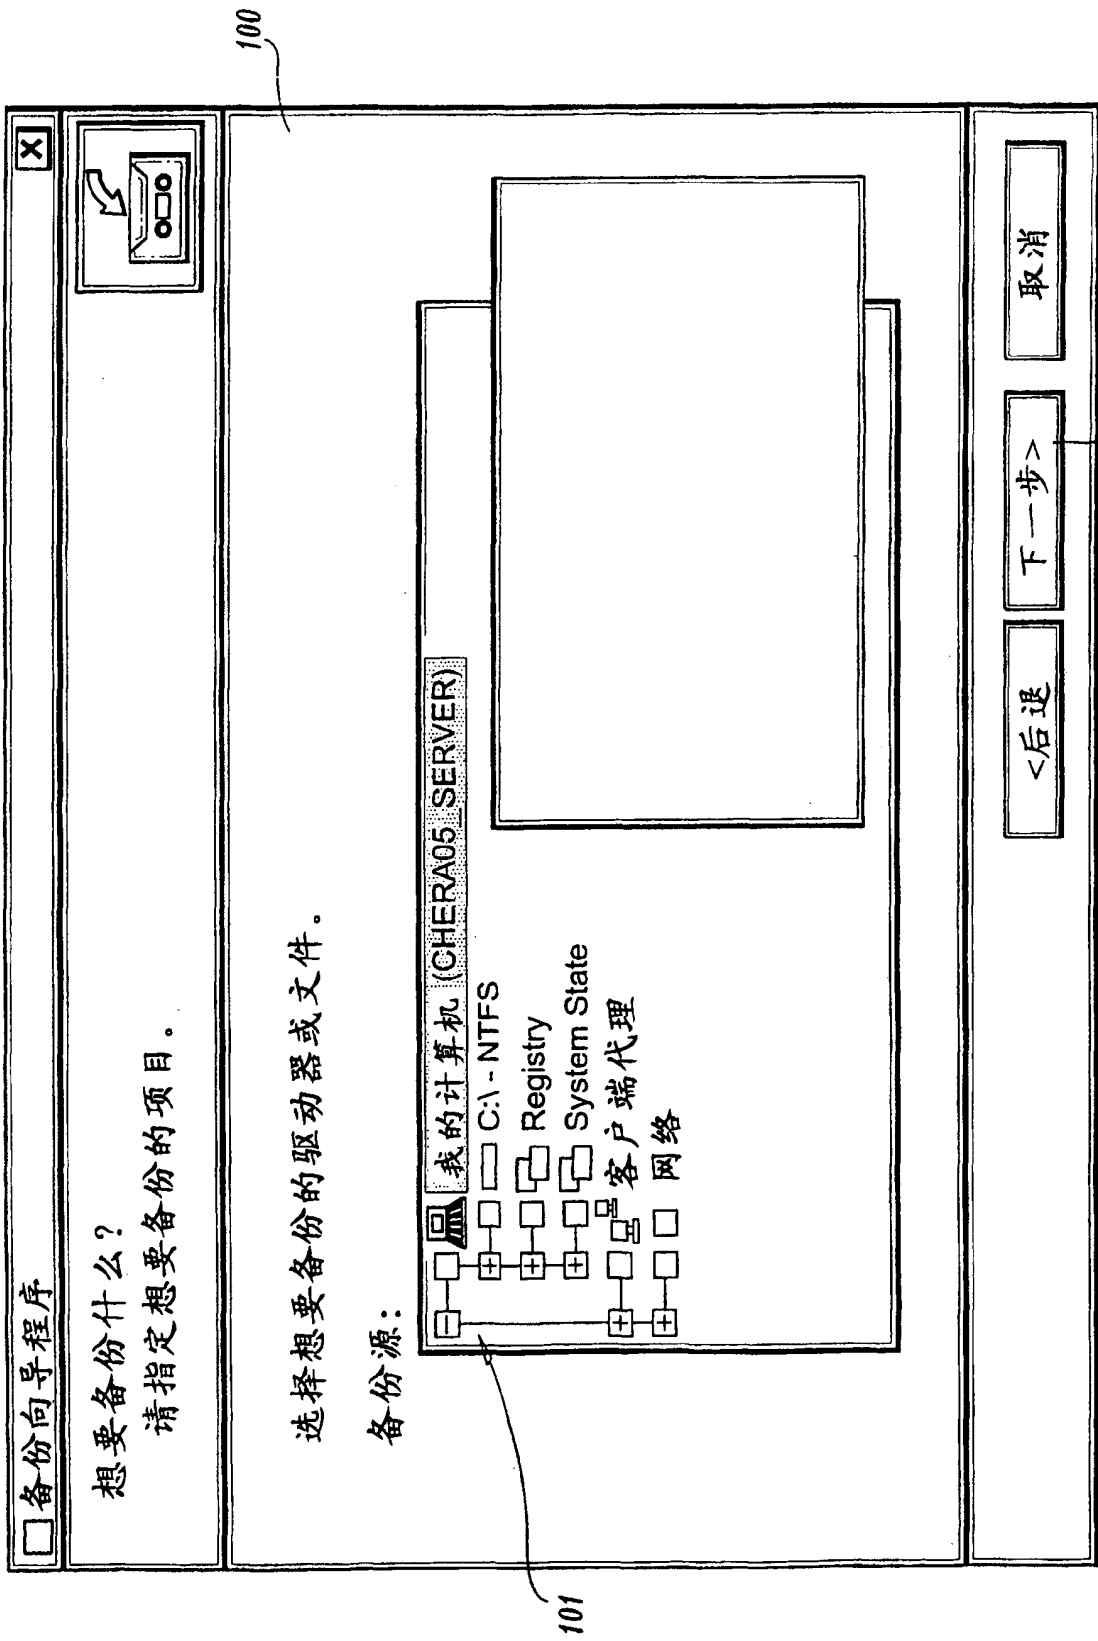 100
备份向导程序
想要备份什么?
请指定想要备份的项目。
选择想要备份的驱动器或文件。
备份源:
我的计算机 (CHERA05_SERVER)
C:\ - NTFS
Registry
System State
客户端代理
网络
101
<后退
下一步>
取消